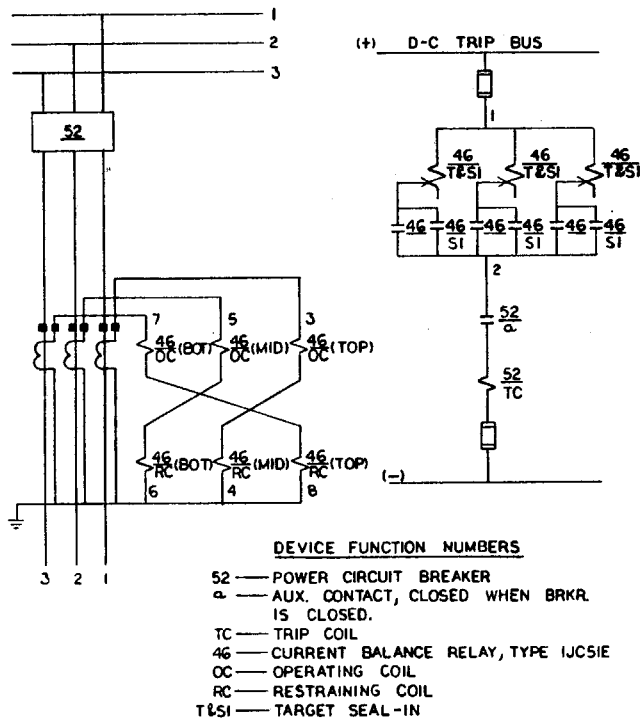 1
2
3
52
(+) D-C TRIP BUS
1
46 46 46
T&SI T&SI T&SI
46 46 46 46 46 46
SI SI SI
2
52
a
52
TC
(-)
7 5 3
46 (BOT) 46 (MID) 46 (TOP)
OC OC OC
46 (BOT) 46 (MID) 46 (TOP)
RC RC RC
6 4 8
3 2 1
DEVICE FUNCTION NUMBERS
52 — POWER CIRCUIT BREAKER
a — AUX. CONTACT, CLOSED WHEN BRKR.
IS CLOSED.
TC — TRIP COIL
46 — CURRENT BALANCE RELAY, TYPE IJC51E
OC — OPERATING COIL
RC — RESTRAINING COIL
T&SI — TARGET SEAL-IN